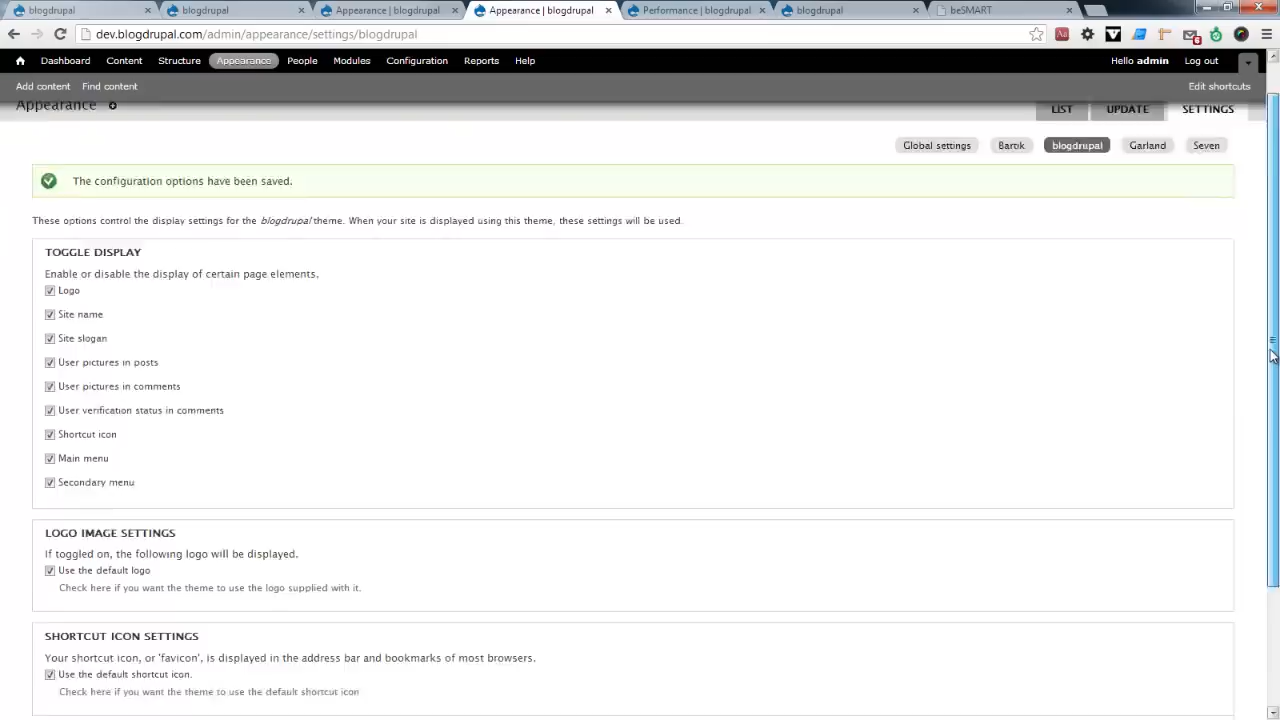 blogdrupal
blogdrupal
Appearance | blogdrupal
Appearance | blogdrupal
Performance | blogdrupal
blogdrupal
beSMART
dev.blogdrupal.com/admin/appearance/settings/blogdrupal
Dashboard Content Structure Appearance People Modules Configuration Reports Help
Hello admin Log out
Add content Find content
Edit shortcuts
Appearance
LIST UPDATE SETTINGS
Global settings Bartik blogdrupal Garland Seven
The configuration options have been saved.
These options control the display settings for the blogdrupal theme. When your site is displayed using this theme, these settings will be used.
TOGGLE DISPLAY
Enable or disable the display of certain page elements.
Logo
Site name
Site slogan
User pictures in posts
User pictures in comments
User verification status in comments
Shortcut icon
Main menu
Secondary menu
LOGO IMAGE SETTINGS
If toggled on, the following logo will be displayed.
Use the default logo
Check here if you want the theme to use the logo supplied with it.
SHORTCUT ICON SETTINGS
Your shortcut icon, or 'favicon', is displayed in the address bar and bookmarks of most browsers.
Use the default shortcut icon.
Check here if you want the theme to use the default shortcut icon